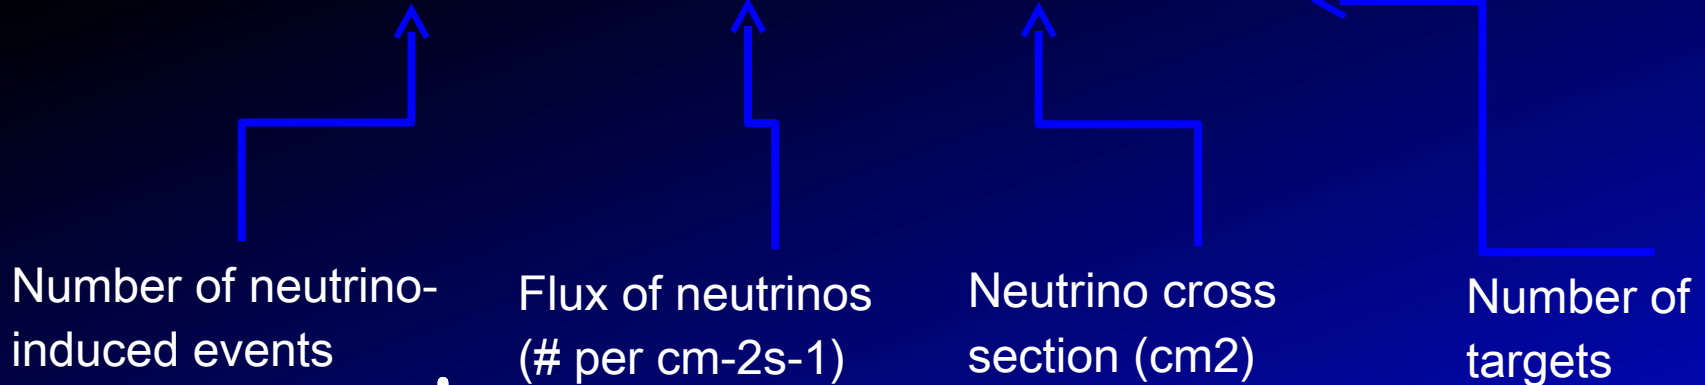 Number of neutrino-
induced events
Flux of neutrinos
(# per cm-2s-1)
Neutrino cross
section (cm2)
Number of
targets